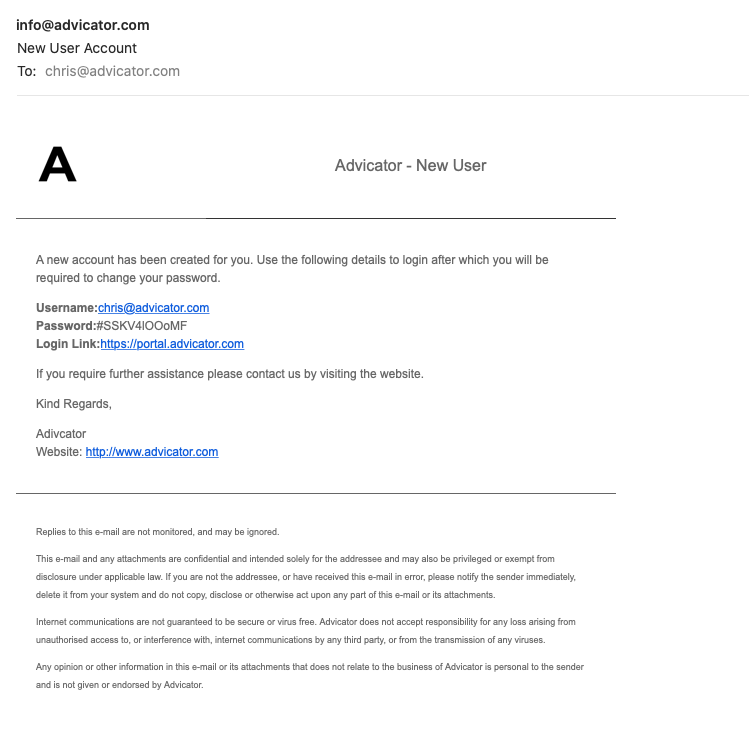 info@advicator.com
New User Account
To: chris@advicator.com
A
Advicator - New User
A new account has been created for you. Use the following details to login after which you will be
required to change your password.
Username:chris@advicator.com
Password:#SSKV4lOOoMF
Login Link:https://portal.advicator.com
If you require further assistance please contact us by visiting the website.
Kind Regards,
Adivcator
Website: http://www.advicator.com
Replies to this e-mail are not monitored, and may be ignored.
This e-mail and any attachments are confidential and intended solely for the addressee and may also be privileged or exempt from
disclosure under applicable law. If you are not the addressee, or have received this e-mail in error, please notify the sender immediately,
delete it from your system and do not copy, disclose or otherwise act upon any part of this e-mail or its attachments.
Internet communications are not guaranteed to be secure or virus free. Advicator does not accept responsibility for any loss arising from
unauthorised access to, or interference with, internet communications by any third party, or from the transmission of any viruses.
Any opinion or other information in this e-mail or its attachments that does not relate to the business of Advicator is personal to the sender
and is not given or endorsed by Advicator.